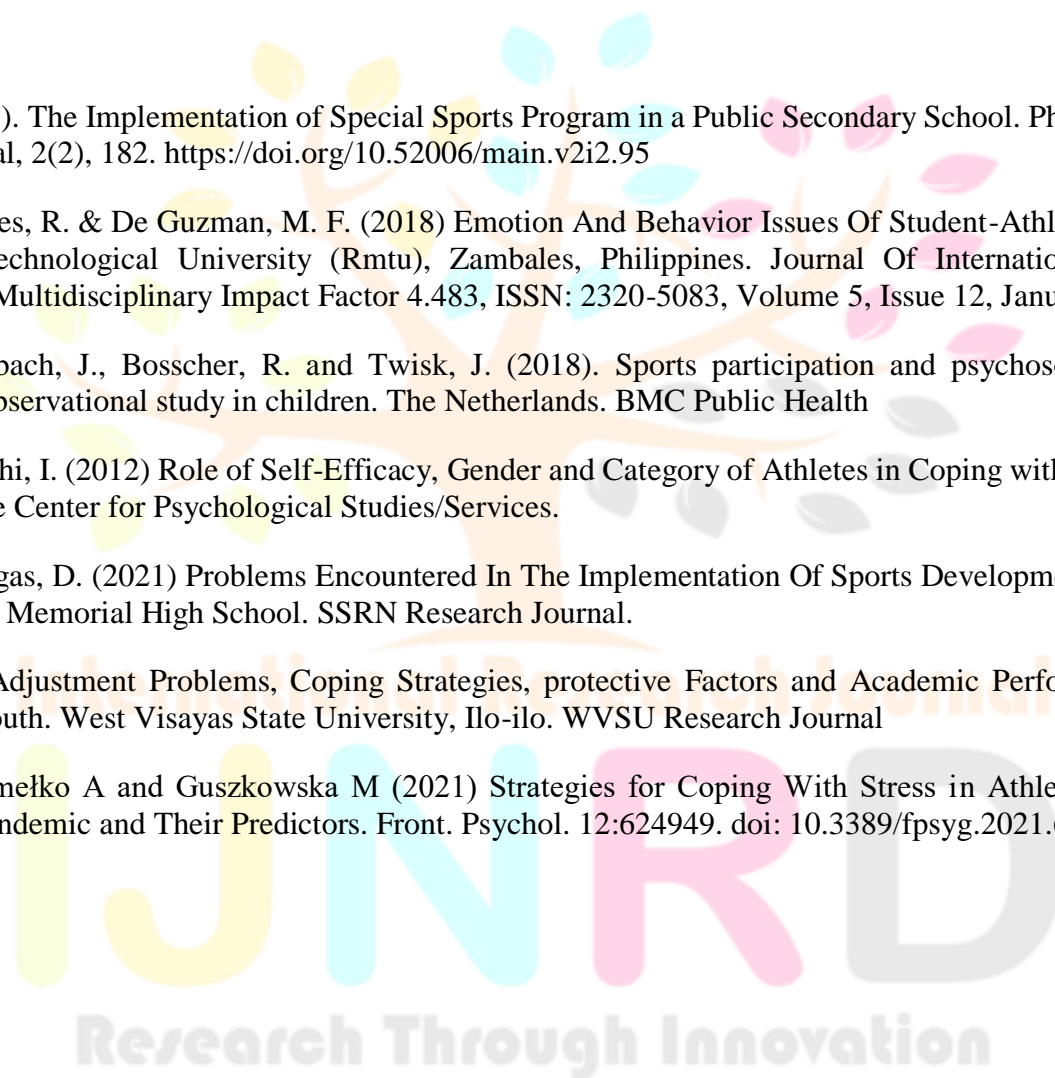 ). The Implementation of Special Sports Program in a Public Secondary School. Ph
al, 2(2), 182. https://doi.org/10.52006/main.v2i2.95
es, R. & De Guzman, M. F. (2018) Emotion And Behavior Issues Of Student-Athl
echnological University (Rmtu), Zambales, Philippines. Journal Of Internatio
Multidisciplinary Impact Factor 4.483, ISSN: 2320-5083, Volume 5, Issue 12, Janu
bach, J., Bosscher, R. and Twisk, J. (2018). Sports participation and psychos
bservational study in children. The Netherlands. BMC Public Health
hi, I. (2012) Role of Self-Efficacy, Gender and Category of Athletes in Coping with
e Center for Psychological Studies/Services.
gas, D. (2021) Problems Encountered In The Implementation Of Sports Developme
Memorial High School. SSRN Research Journal.
International Research Journal
Adjustment Problems, Coping Strategies, protective Factors and Academic Perfo
outh. West Visayas State University, Ilo-ilo. WVSU Research Journal
mełko A and Guszkowska M (2021) Strategies for Coping With Stress in Athle
ndemic and Their Predictors. Front. Psychol. 12:624949. doi: 10.3389/fpsyg.2021.
IJNRD
Research Through Innovation